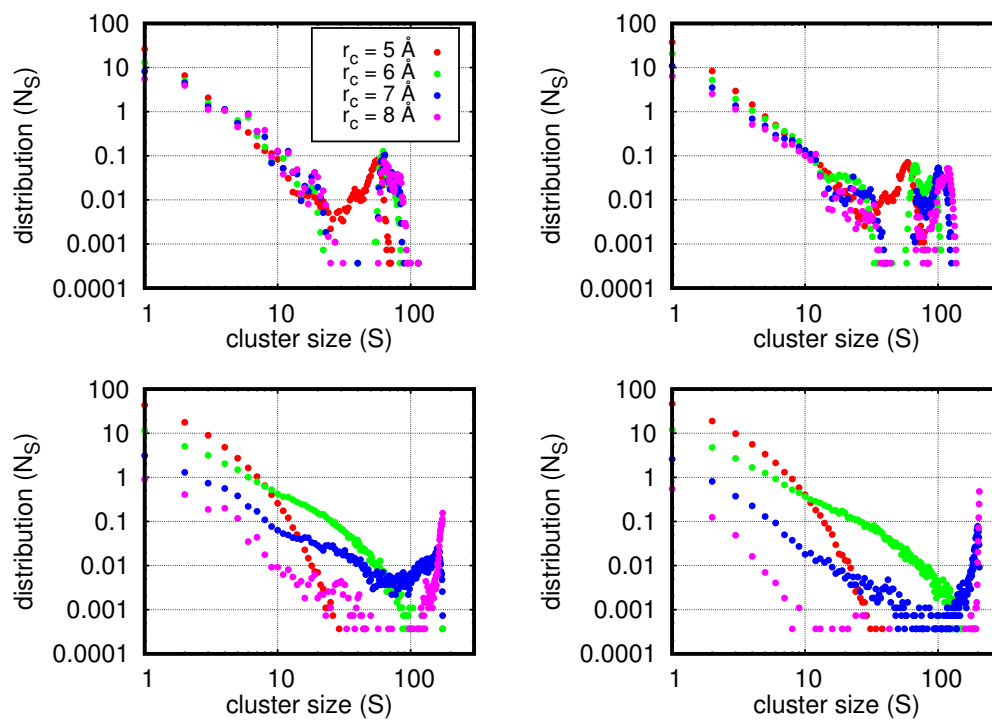 distribution (N_S)
100
10
1
0.1
0.01
0.001
0.0001
r_c = 5 Å
r_c = 6 Å
r_c = 7 Å
r_c = 8 Å
1 10 100
cluster size (S)
distribution (N_S)
100
10
1
0.1
0.01
0.001
0.0001
1 10 100
cluster size (S)
distribution (N_S)
100
10
1
0.1
0.01
0.001
0.0001
1 10 100
cluster size (S)
distribution (N_S)
100
10
1
0.1
0.01
0.001
0.0001
1 10 100
cluster size (S)